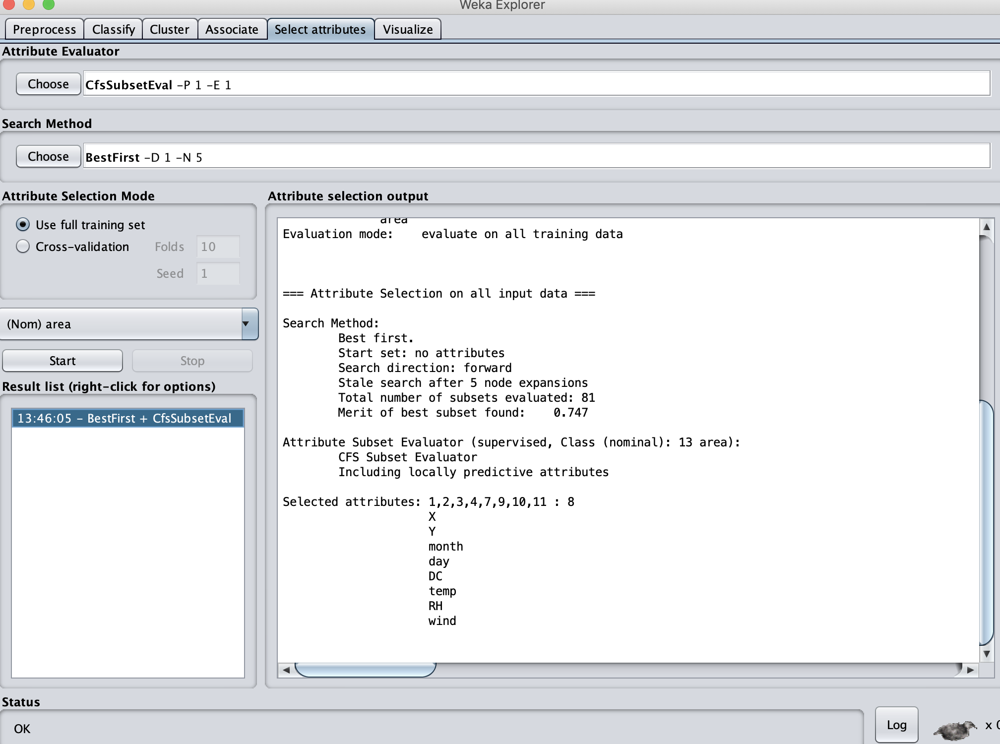 Weka Explorer
Preprocess Classify Cluster Associate Select attributes Visualize
Attribute Evaluator
Choose CfsSubsetEval -P 1 -E 1
Search Method
Choose BestFirst -D 1 -N 5
Attribute Selection Mode
Use full training set
Cross-validation Folds 10
Seed 1
(Nom) area
Start Stop
Result list (right-click for options)
13:46:05 - BestFirst + CfsSubsetEval
Attribute selection output
area
Evaluation mode: evaluate on all training data
=== Attribute Selection on all input data ===
Search Method:
Best first.
Start set: no attributes
Search direction: forward
Stale search after 5 node expansions
Total number of subsets evaluated: 81
Merit of best subset found: 0.747
Attribute Subset Evaluator (supervised, Class (nominal): 13 area):
CFS Subset Evaluator
Including locally predictive attributes
Selected attributes: 1,2,3,4,7,9,10,11 : 8
X
Y
month
day
DC
temp
RH
wind
Status
OK
Log x 0